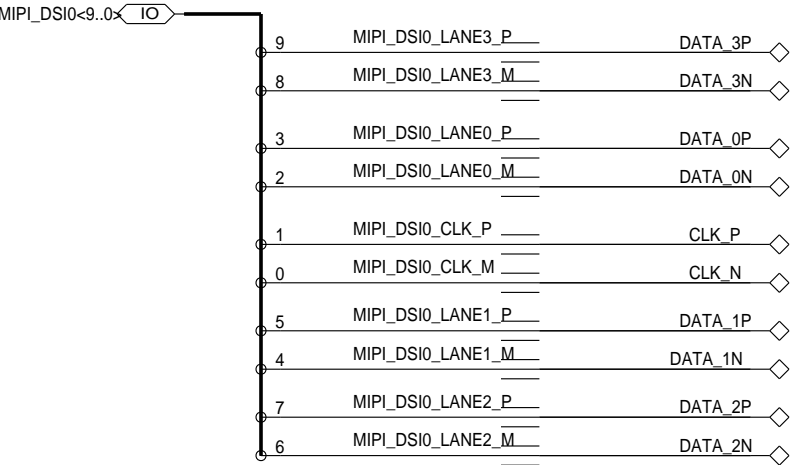 MIPI_DSI0<9..0> IO
9 MIPI_DSI0_LANE3_P DATA_3P
8 MIPI_DSI0_LANE3_M DATA_3N
3 MIPI_DSI0_LANE0_P DATA_0P
2 MIPI_DSI0_LANE0_M DATA_0N
1 MIPI_DSI0_CLK_P CLK_P
0 MIPI_DSI0_CLK_M CLK_N
5 MIPI_DSI0_LANE1_P DATA_1P
4 MIPI_DSI0_LANE1_M DATA_1N
7 MIPI_DSI0_LANE2_P DATA_2P
6 MIPI_DSI0_LANE2_M DATA_2N